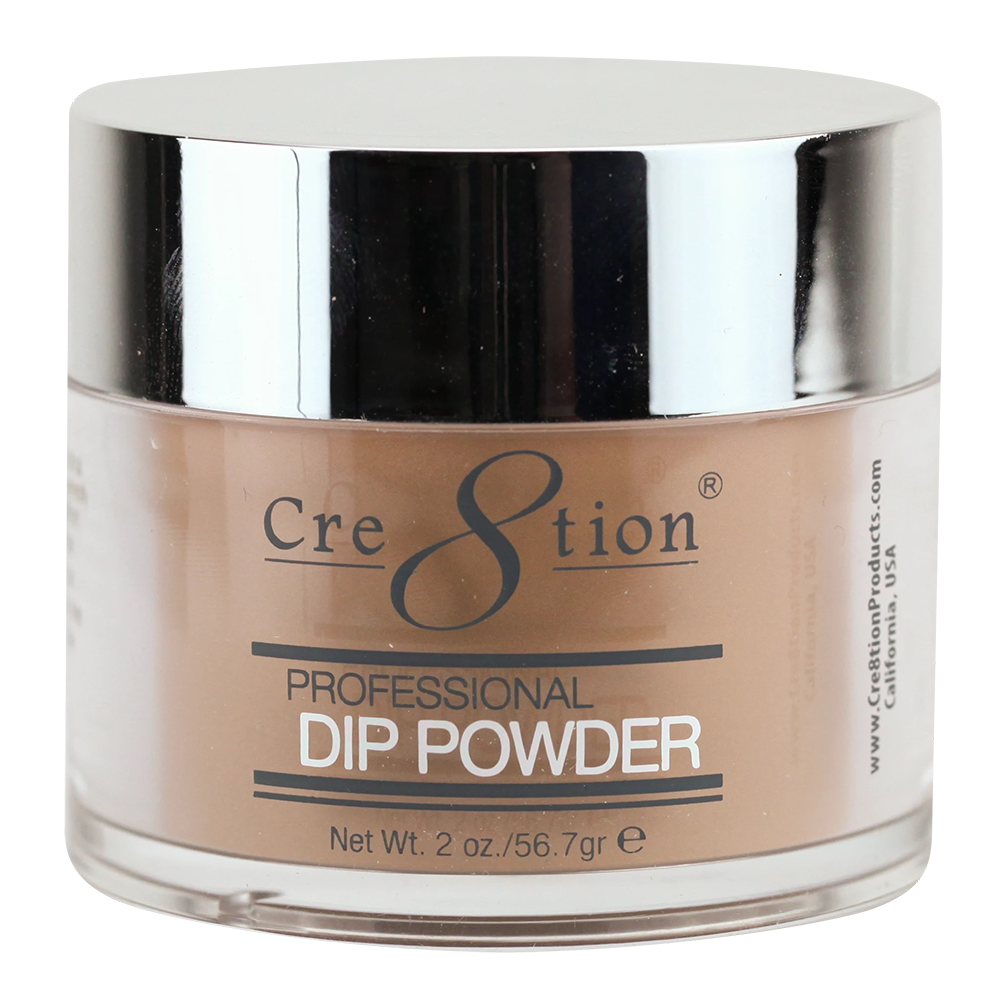 Cre8tion®
PROFESSIONAL
DIP POWDER
Net Wt. 2 oz./56.7gr ℮
www.Cre8tionProducts.com
California, USA